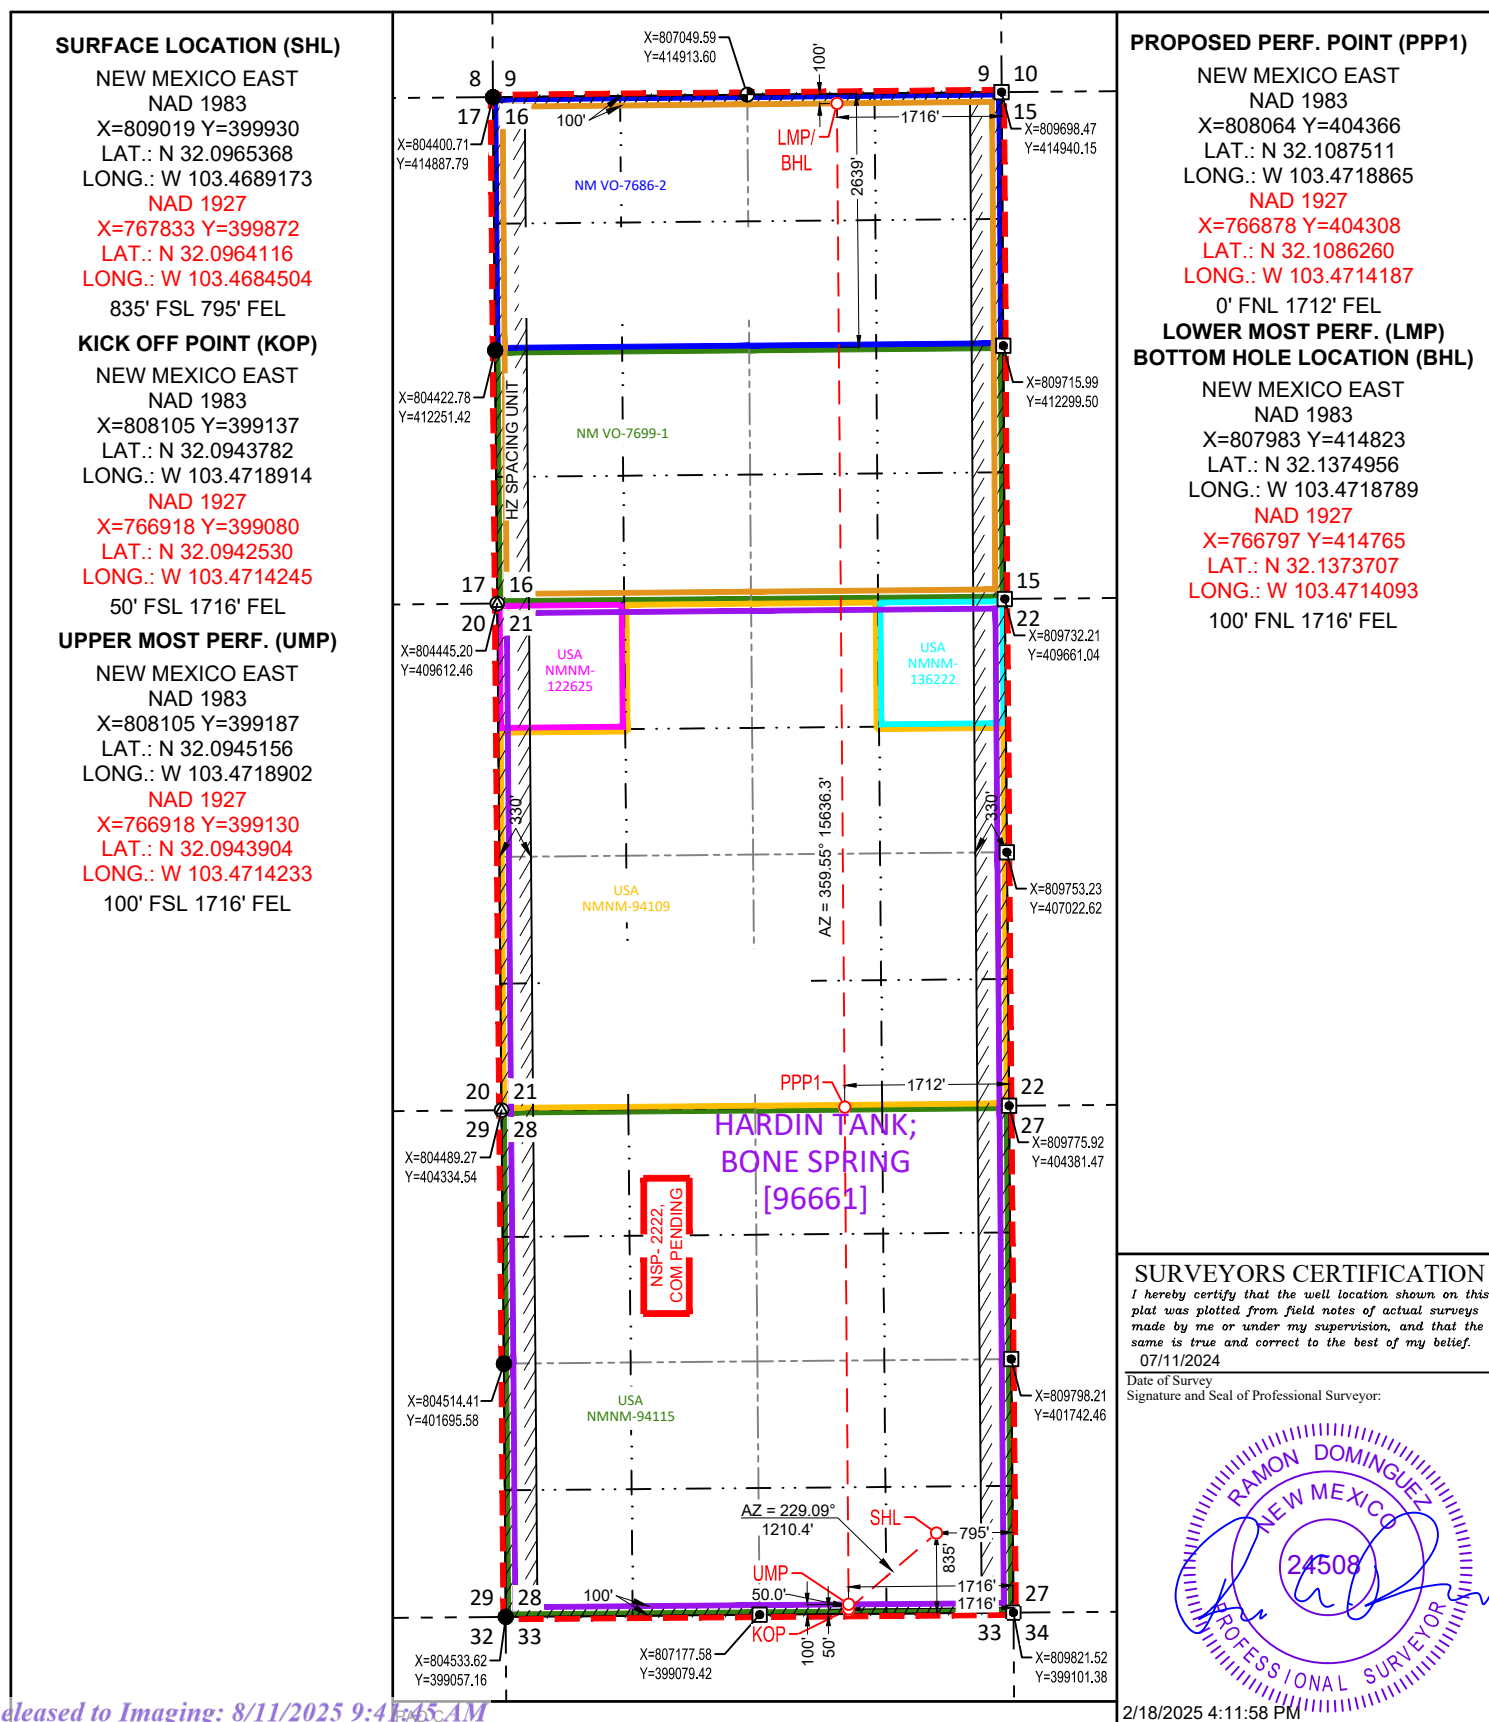 SURFACE LOCATION (SHL)
NEW MEXICO EAST
NAD 1983
X=809019 Y=399930
LAT.: N 32.0965368
LONG.: W 103.4689173
NAD 1927
X=767833 Y=399872
LAT.: N 32.0964116
LONG.: W 103.4684504
835' FSL 795' FEL
KICK OFF POINT (KOP)
NEW MEXICO EAST
NAD 1983
X=808105 Y=399137
LAT.: N 32.0943782
LONG.: W 103.4718914
NAD 1927
X=766918 Y=399080
LAT.: N 32.0942530
LONG.: W 103.4714245
50' FSL 1716' FEL
UPPER MOST PERF. (UMP)
NEW MEXICO EAST
NAD 1983
X=808105 Y=399187
LAT.: N 32.0945156
LONG.: W 103.4718902
NAD 1927
X=766918 Y=399130
LAT.: N 32.0943904
LONG.: W 103.4714233
100' FSL 1716' FEL
X=807049.59
Y=414913.60
100'
8 9
9 10
17 16
15
100'
1716'
X=804400.71
Y=414887.79
LMP/
BHL
X=809698.47
Y=414940.15
NM VO-7686-2
2639'
X=804422.78
Y=412251.42
HZ SPACING UNIT
X=809715.99
Y=412299.50
NM VO-7699-1
17 16
15
20 21
22
X=804445.20
Y=409612.46
USA
NMNM-
122625
USA
NMNM-
136222
X=809732.21
Y=409661.04
330'
330'
AZ = 359.55° 15636.3'
USA
NMNM-94109
X=809753.23
Y=407022.62
PPP1
1712'
20 21
22
29 28
27
X=804489.27
Y=404334.54
HARDIN TANK;
BONE SPRING
[96661]
X=809775.92
Y=404381.47
NSP- 2222,
COM PENDING
X=804514.41
Y=401695.58
USA
NMNM-94115
X=809798.21
Y=401742.46
AZ = 229.09°
1210.4'
SHL
795'
835'
UMP
50.0'
1716'
1716'
100'
29 28
27
32 33
33 34
KOP
100'
50'
X=804533.62
Y=399057.16
X=807177.58
Y=399079.42
X=809821.52
Y=399101.38
PROPOSED PERF. POINT (PPP1)
NEW MEXICO EAST
NAD 1983
X=808064 Y=404366
LAT.: N 32.1087511
LONG.: W 103.4718865
NAD 1927
X=766878 Y=404308
LAT.: N 32.1086260
LONG.: W 103.4714187
0' FNL 1712' FEL
LOWER MOST PERF. (LMP)
BOTTOM HOLE LOCATION (BHL)
NEW MEXICO EAST
NAD 1983
X=807983 Y=414823
LAT.: N 32.1374956
LONG.: W 103.4718789
NAD 1927
X=766797 Y=414765
LAT.: N 32.1373707
LONG.: W 103.4714093
100' FNL 1716' FEL
SURVEYORS CERTIFICATION
I hereby certify that the well location shown on this
plat was plotted from field notes of actual surveys
made by me or under my supervision, and that the
same is true and correct to the best of my belief.
07/11/2024
Date of Survey
Signature and Seal of Professional Surveyor:
RAMON DOMINGUEZ
NEW MEXICO
24508
PROFESSIONAL SURVEYOR
2/18/2025 4:11:58 PM
eleased to Imaging: 8/11/2025 9:41:45 AM